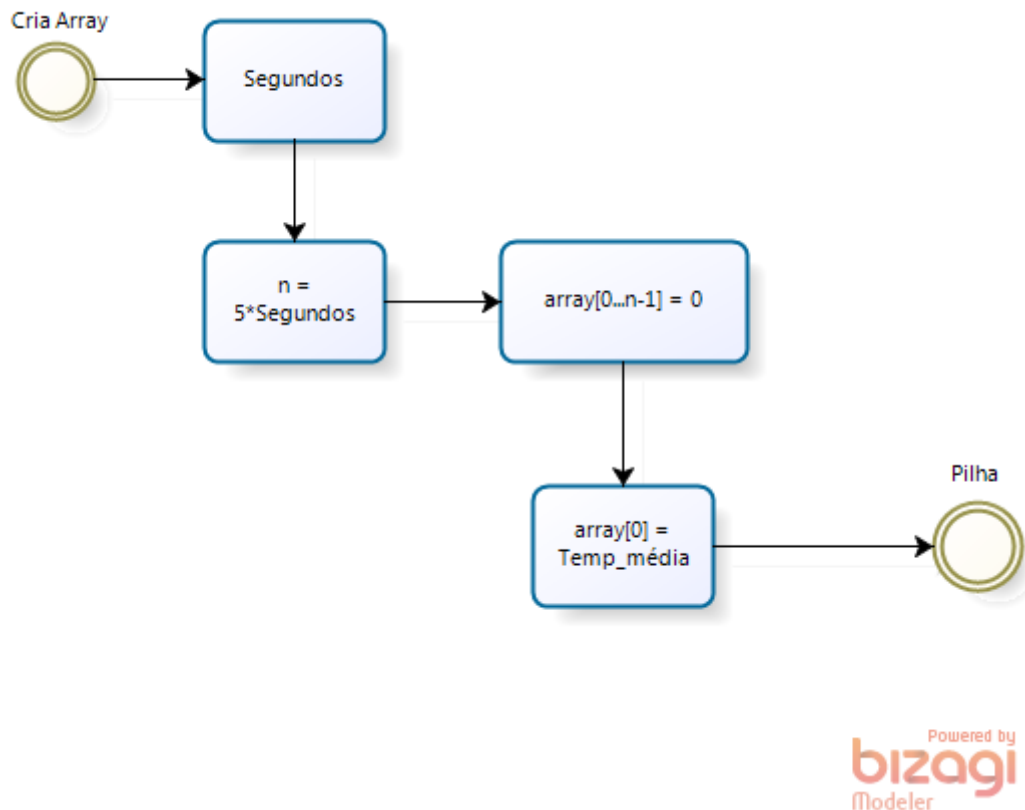 Cria Array
Segundos
n =
5*Segundos
array[0...n-1] = 0
Pilha
array[0] =
Temp_média
Powered by
bizagi
Modeler